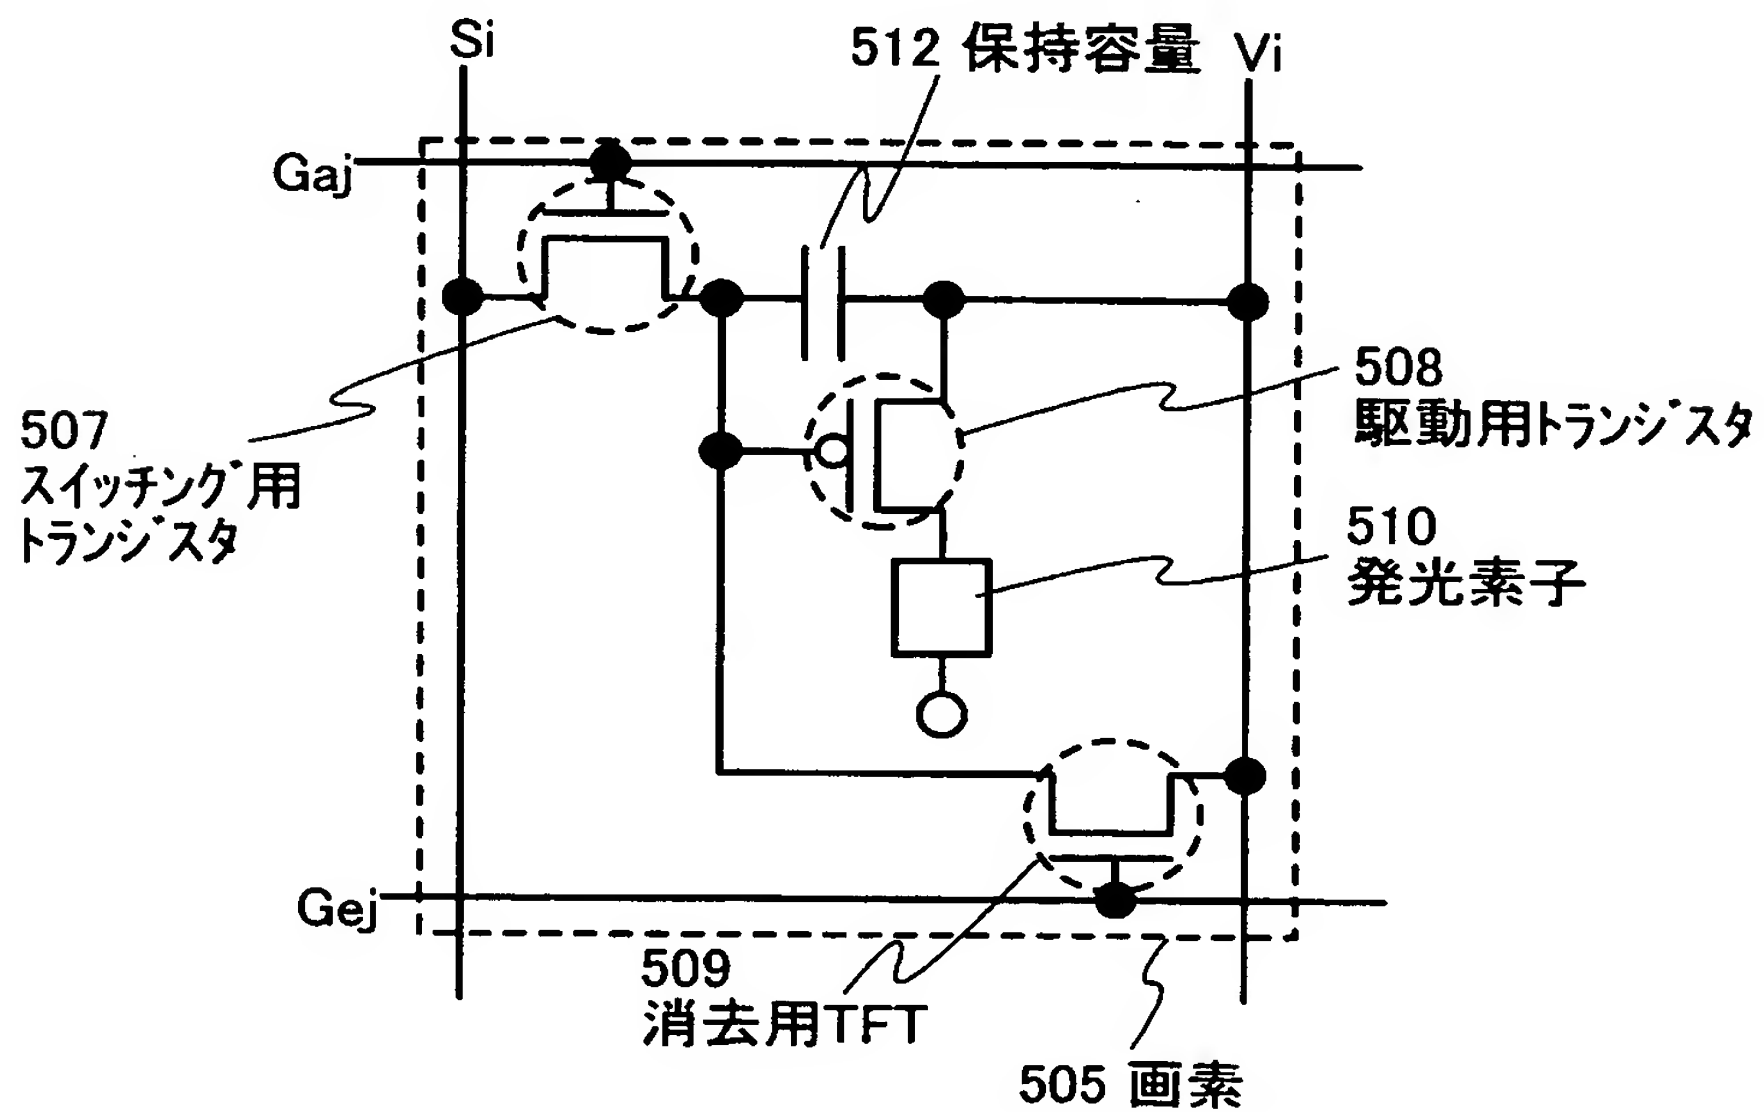 Si
512 保持容量
Vi
Gaj
508
駆動用トランジスタ
507
スイッチング用
トランジスタ
510
発光素子
Gej
509
消去用TFT
505 画素